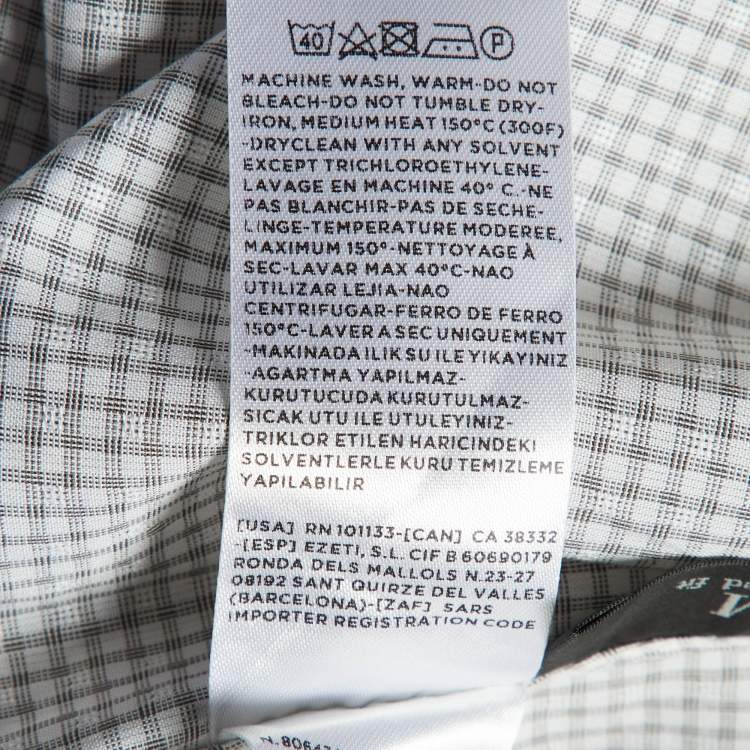 40 P
MACHINE WASH, WARM-DO NOT
BLEACH-DO NOT TUMBLE DRY-
IRON, MEDIUM HEAT 150°C (300F)
-DRYCLEAN WITH ANY SOLVENT
EXCEPT TRICHLOROETHYLENE-
LAVAGE EN MACHINE 40° C.-NE
PAS BLANCHIR-PAS DE SECHE-
LINGE-TEMPERATURE MODEREE,
MAXIMUM 150°-NETTOYAGE À
SEC-LAVAR MAX 40°C-NAO
UTILIZAR LEJIA-NAO
CENTRIFUGAR-FERRO DE FERRO
150°C-LAVER A SEC UNIQUEMENT
-MAKINADA ILIK SU ILE YIKAYINIZ
-AGARTMA YAPILMAZ-
KURUTUCUDA KURUTULMAZ-
SICAK UTU ILE UTULEYINIZ-
TRIKLOR ETILEN HARICINDEKI
SOLVENTLERLE KURU TEMIZLEME
YAPILABILIR
[USA] RN 101133-[CAN] CA 38332
-[ESP] EZETI, S.L. CIF B 60690179
RONDA DELS MALLOLS N.23-27
08192 SANT QUIRZE DEL VALLES
(BARCELONA)-[ZAF] SARS
IMPORTER REGISTRATION CODE